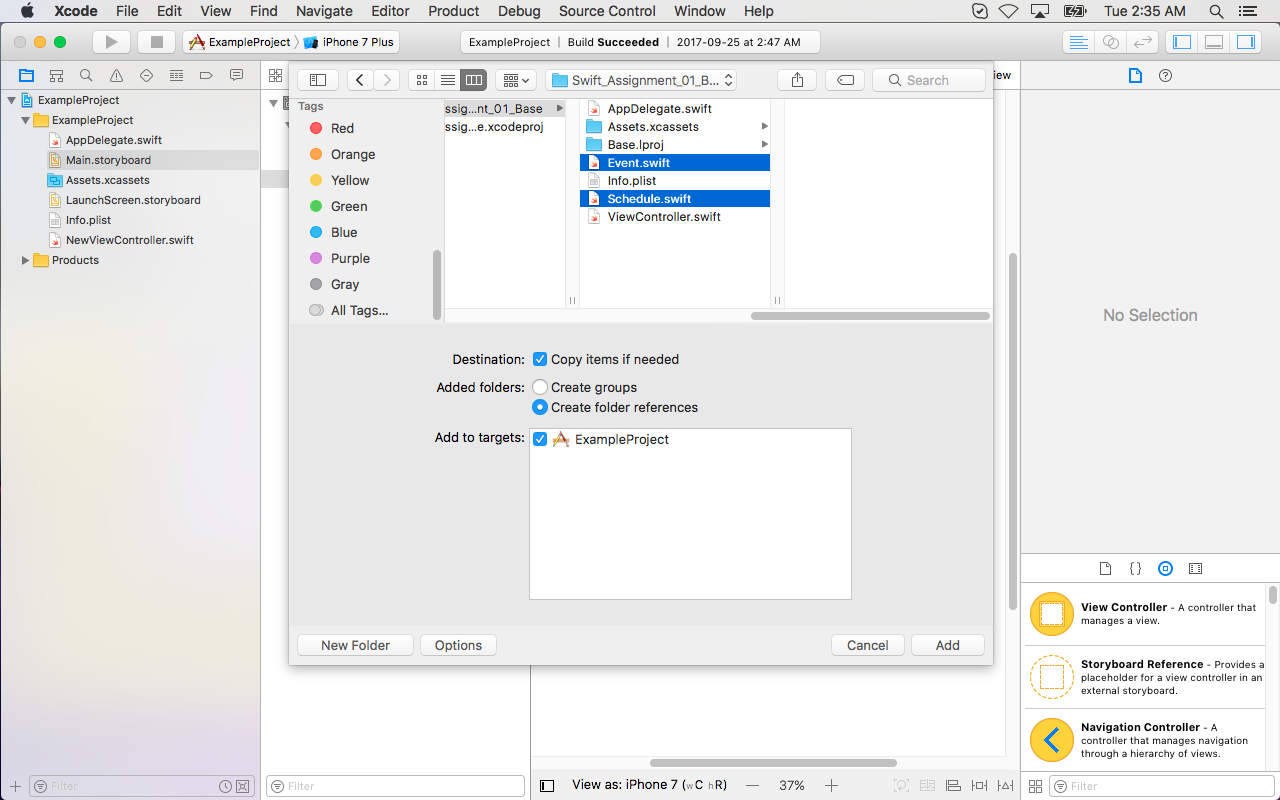 Xcode File Edit View Find Navigate Editor Product Debug Source Control Window Help Tue 2:35 AM
ExampleProject iPhone 7 Plus
ExampleProject | Build Succeeded | 2017-09-25 at 2:47 AM
Swift_Assignment_01_B...
Search
ew
ExampleProject
ExampleProject
AppDelegate.swift
Main.storyboard
Assets.xcassets
LaunchScreen.storyboard
Info.plist
NewViewController.swift
Products
Tags
Red
Orange
Yellow
Green
Blue
Purple
Gray
All Tags...
ssig...nt_01_Base
ssig...e.xcodeproj
AppDelegate.swift
Assets.xcassets
Base.lproj
Event.swift
Info.plist
Schedule.swift
ViewController.swift
Destination: Copy items if needed
Added folders: Create groups
Create folder references
Add to targets: ExampleProject
New Folder
Options
Cancel
Add
No Selection
{}
View Controller - A controller that
manages a view.
Storyboard Reference - Provides a
placeholder for a view controller in an
external storyboard.
Navigation Controller - A
controller that manages navigation
through a hierarchy of views.
Filter
Filter
View as: iPhone 7 (wC hR)
37%
Filter